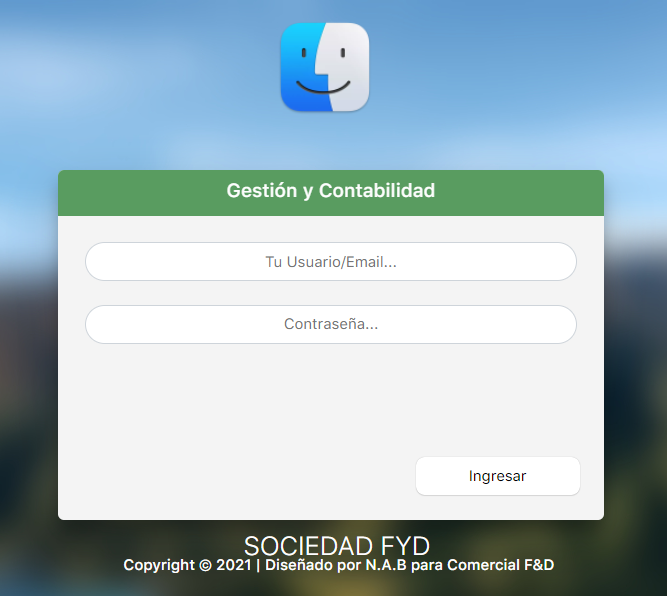 Gestión y Contabilidad
Tu Usuario/Email...
Contraseña...
Ingresar
SOCIEDAD FYD
Copyright © 2021 | Diseñado por N.A.B para Comercial F&D